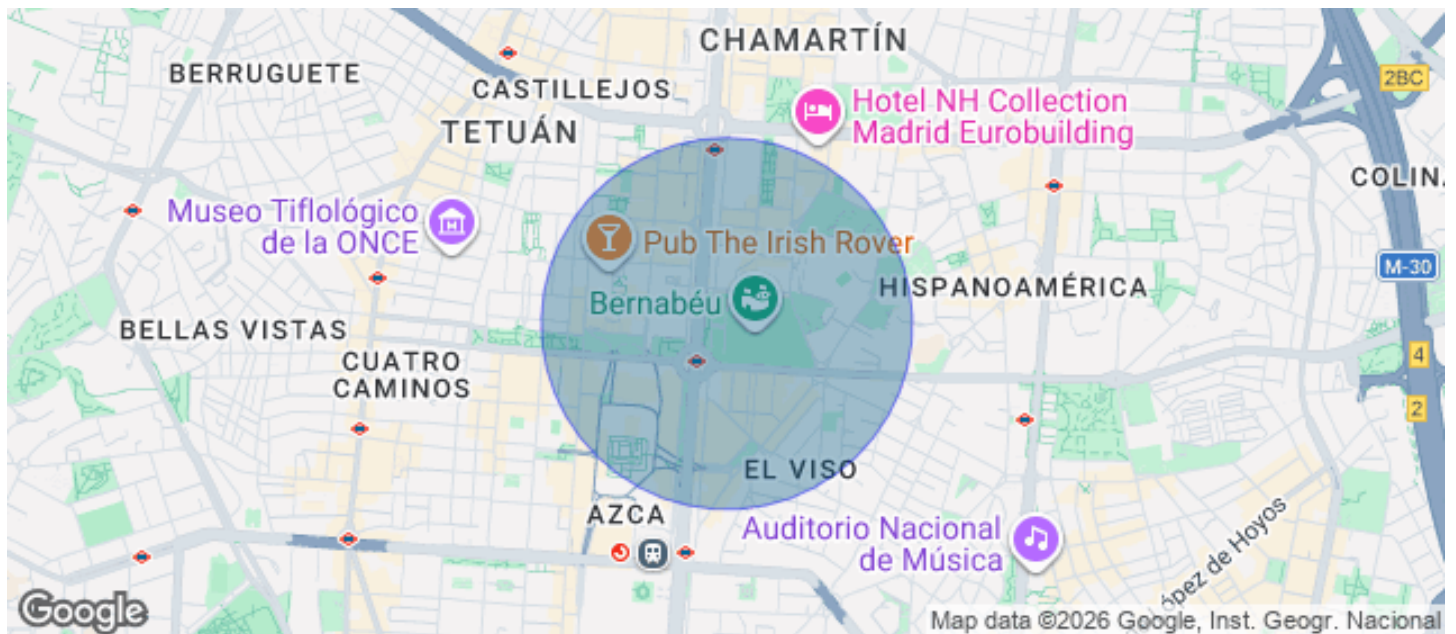 CHAMARTÍN
BERRUGUETE
CASTILLEJOS
2BC
Hotel NH Collection
Madrid Eurobuilding
TETUÁN
COLIN
Museo Tiflológico
de la ONCE
Pub The Irish Rover
M-30
HISPANOAMÉRICA
Bernabéu
BELLAS VISTAS
CUATRO
CAMINOS
4
2
EL VISO
AZCA
Auditorio Nacional
de Música
López de Hoyos
Google
Map data ©2026 Google, Inst. Geogr. Nacional